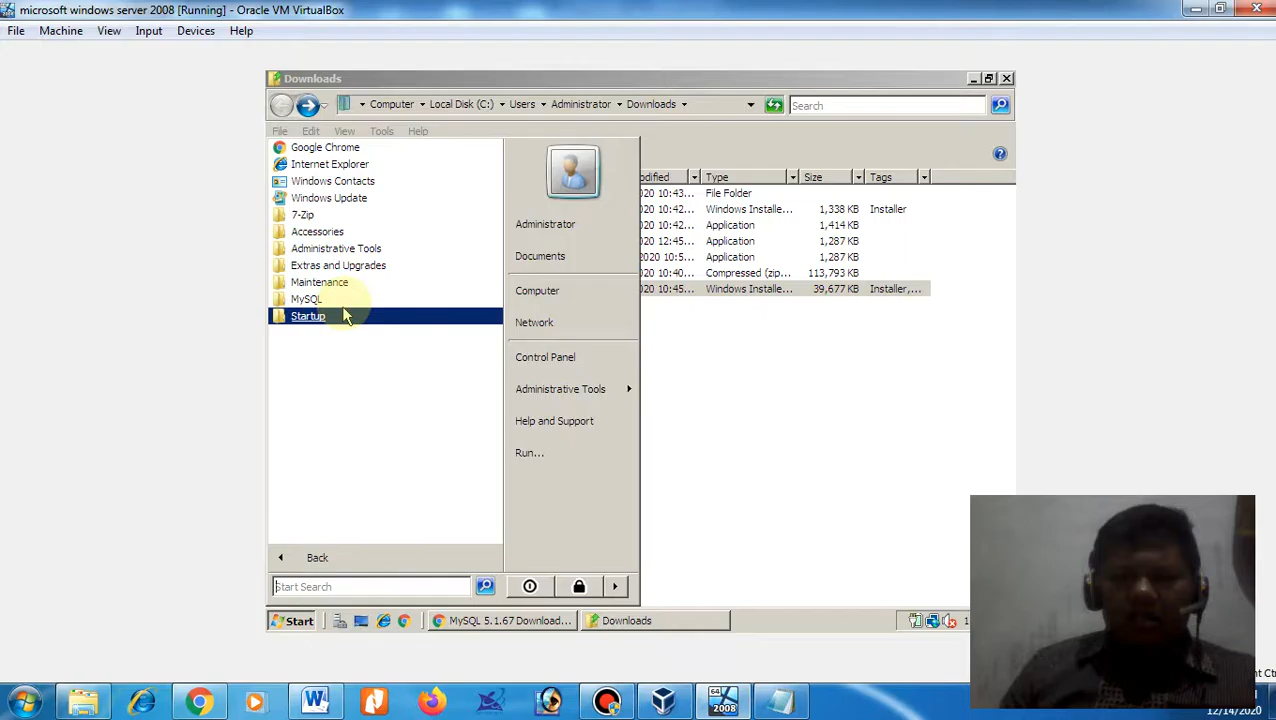 microsoft windows server 2008 [Running] - Oracle VM VirtualBox
File Machine View Input Devices Help
Downloads
Computer Local Disk (C:) Users Administrator Downloads
Search
File Edit View Tools Help
Google Chrome
Internet Explorer
Windows Contacts
Windows Update
7-Zip
Accessories
Administrative Tools
Extras and Upgrades
Maintenance
MySQL
Startup
Back
Start Search
Administrator
Documents
Computer
Network
Control Panel
Administrative Tools
Help and Support
Run...
odified Type Size Tags
020 10:43... File Folder
020 10:42... Windows Installe... 1,338 KB Installer
020 10:42... Application 1,414 KB
020 12:45... Application 1,287 KB
020 10:5... Application 1,287 KB
020 10:40... Compressed (zip... 113,793 KB
020 10:45... Windows Installe... 39,677 KB Installer,...
Start
MySQL 5.1.67 Download...
Downloads
1
nt Ct
64
2008
12/14/2020